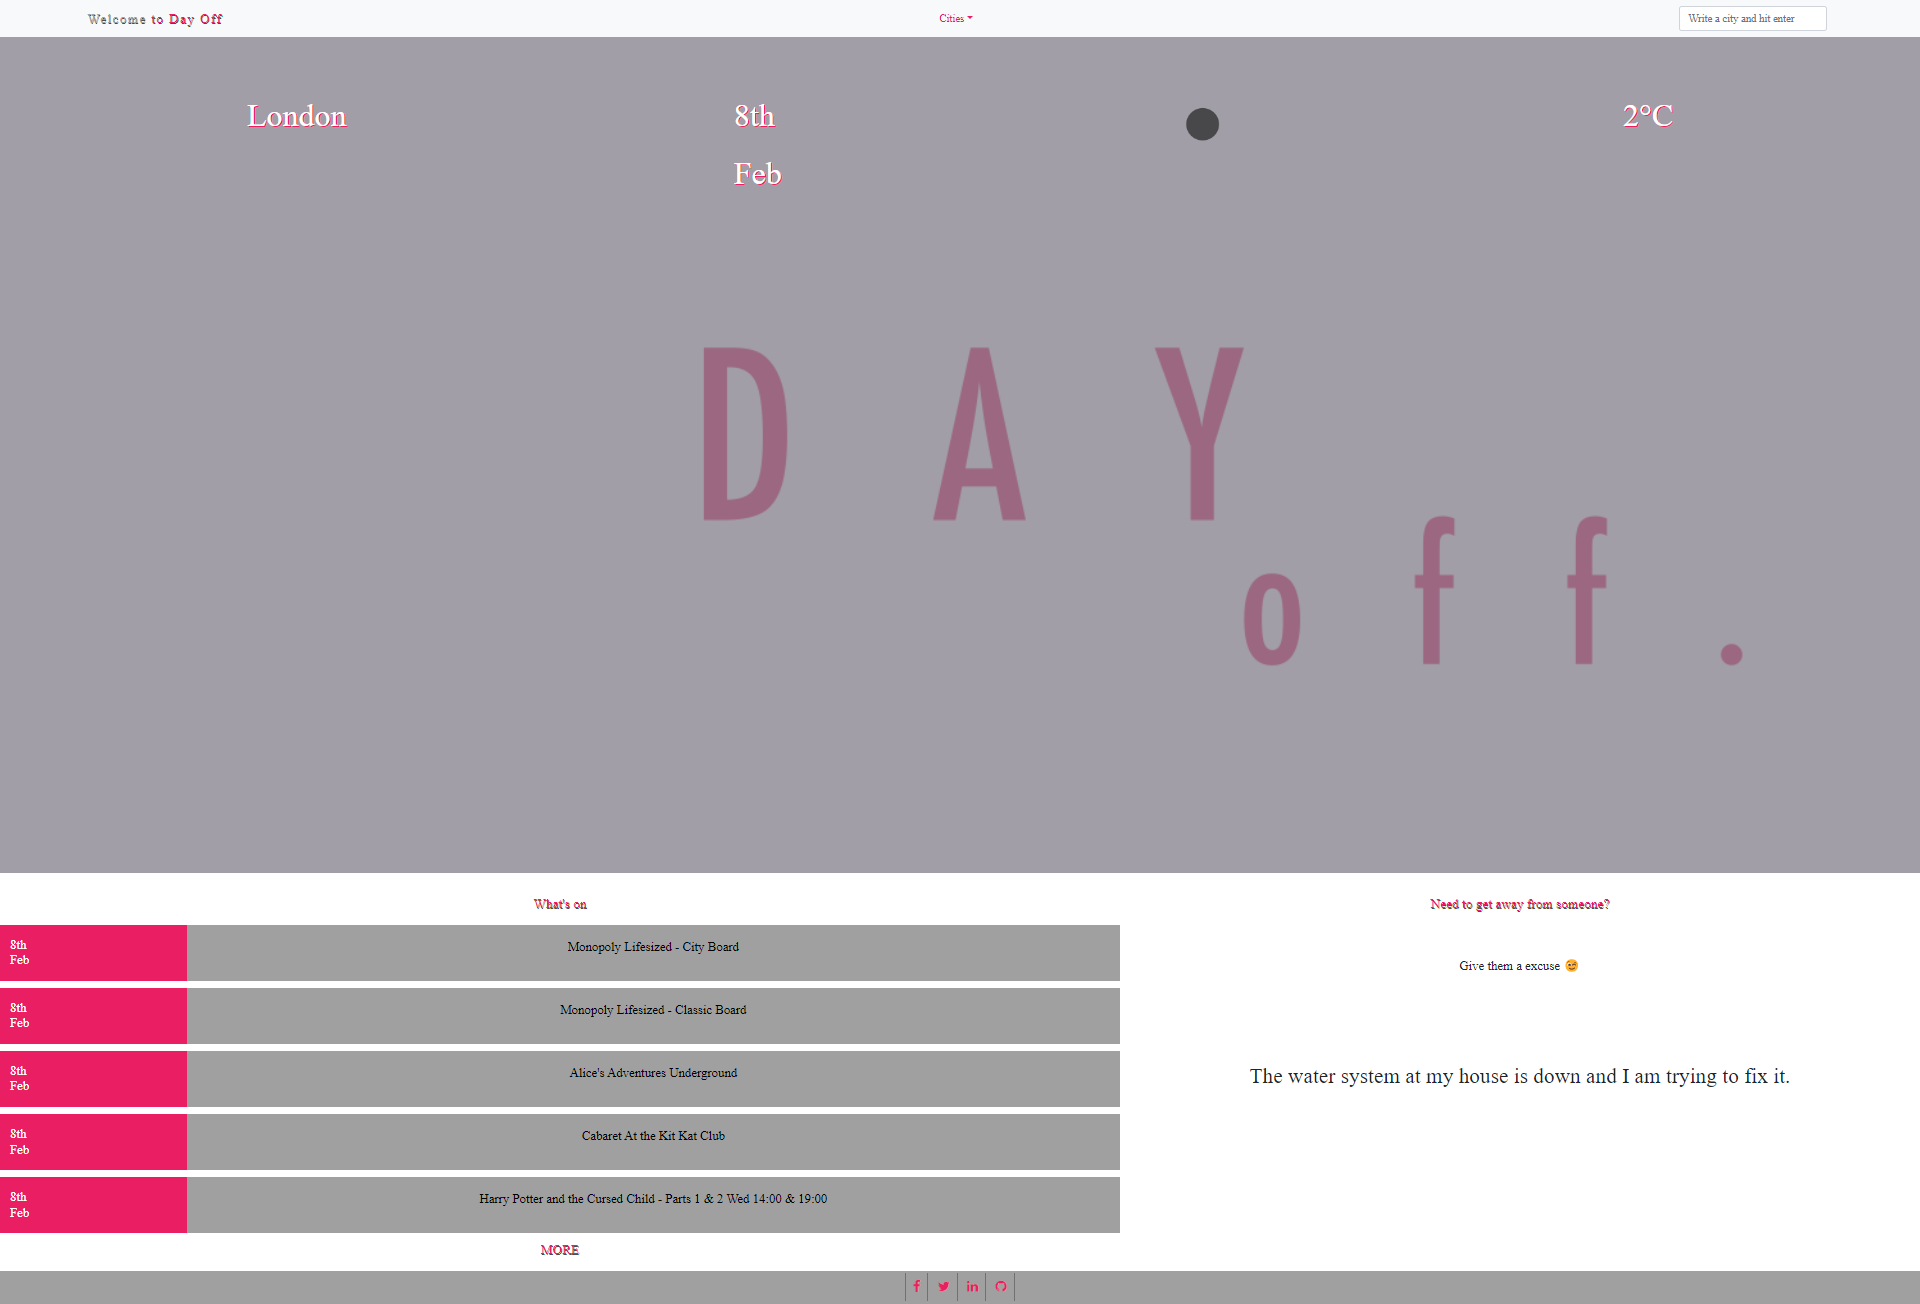 Welcome to Day Off
Cities
Write a city and hit enter
London
8th
Feb
2°C
D A Y
o f f .
What's on
8th
Feb
Monopoly Lifesized - City Board
8th
Feb
Monopoly Lifesized - Classic Board
8th
Feb
Alice's Adventures Underground
8th
Feb
Cabaret At the Kit Kat Club
8th
Feb
Harry Potter and the Cursed Child - Parts 1 & 2 Wed 14:00 & 19:00
MORE
Need to get away from someone?
Give them a excuse 😄
The water system at my house is down and I am trying to fix it.